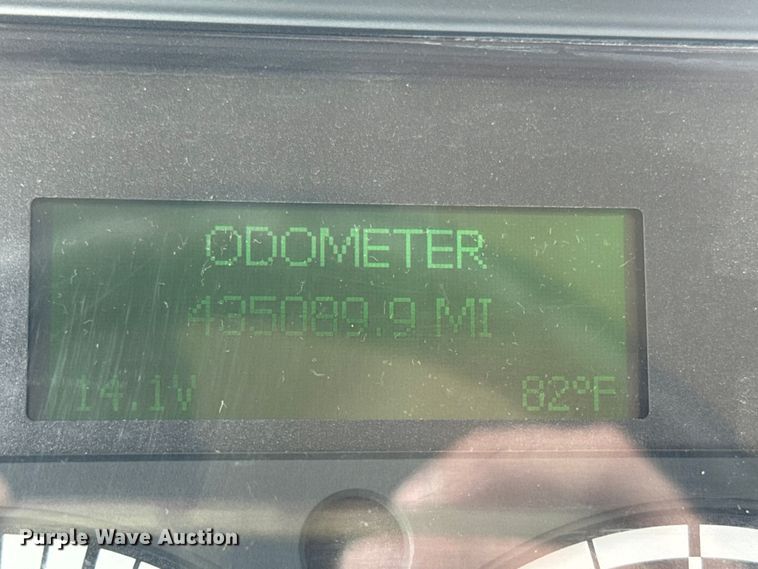 ODOMETER
435089.9 MI
14.1V 82°F
Purple Wave Auction